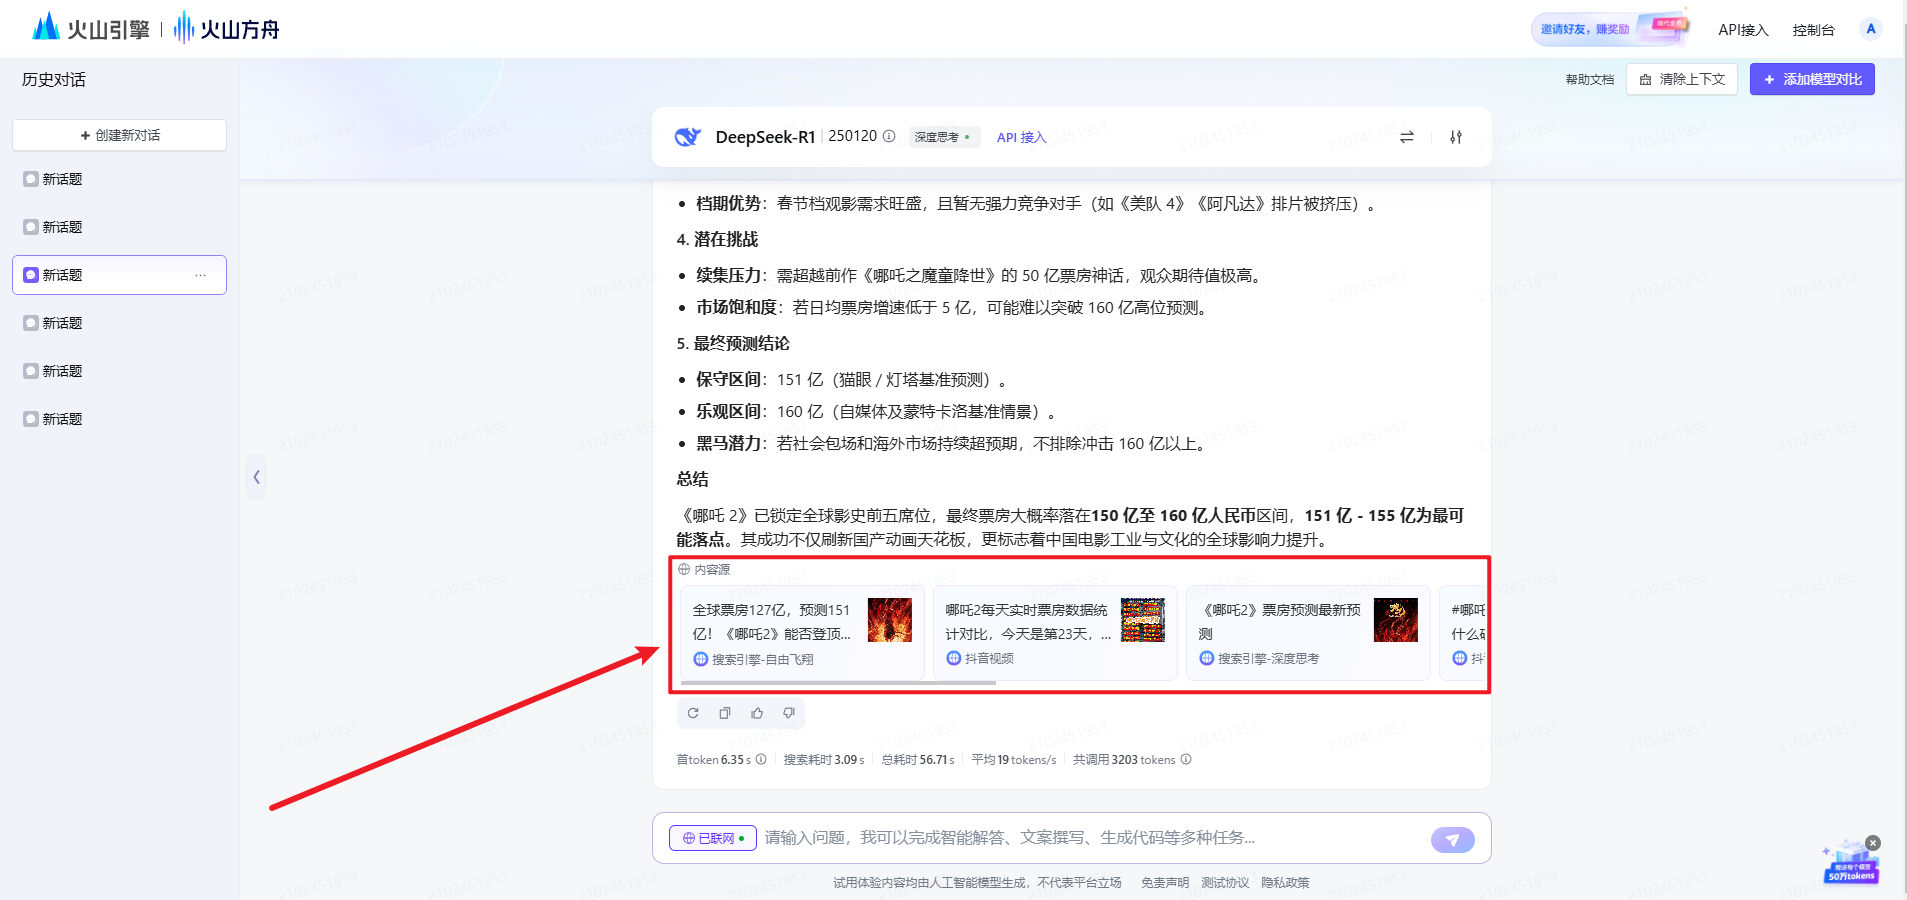 火山引擎 | 火山方舟
邀请好友，赚奖励
API接入
控制台
A
历史对话
帮助文档
清除上下文
+ 添加模型对比
+ 创建新对话
新话题
新话题
新话题 ...
新话题
新话题
新话题
DeepSeek-R1 | 250120 深度思考 API 接入
• 档期优势：春节档观影需求旺盛，且暂无强力竞争对手（如《美队 4》《阿凡达》排片被挤压）。
4. 潜在挑战
• 续集压力：需超越前作《哪吒之魔童降世》的 50 亿票房神话，观众期待值极高。
• 市场饱和度：若日均票房增速低于 5 亿，可能难以突破 160 亿高位预测。
5. 最终预测结论
• 保守区间：151 亿（猫眼 / 灯塔基准预测）。
• 乐观区间：160 亿（自媒体及蒙特卡洛基准情景）。
• 黑马潜力：若社会包场和海外市场持续超预期，不排除冲击 160 亿以上。
总结
《哪吒 2》已锁定全球影史前五席位，最终票房大概率落在150 亿至 160 亿人民币区间，151 亿 - 155 亿为最可
能落点。其成功不仅刷新国产动画天花板，更标志着中国电影工业与文化的全球影响力提升。
内容源
全球票房127亿，预测151
亿！《哪吒2》能否登顶...
搜索引擎-自由飞翔
哪吒2每天实时票房数据统
计对比，今天是第23天，...
抖音视频
《哪吒2》票房预测最新预
测
搜索引擎-深度思考
#哪吒
什么
抖
首token 6.35 s | 搜索耗时 3.09 s | 总耗时 56.71 s | 平均 19 tokens/s | 共调用 3203 tokens
已联网
请输入问题，我可以完成智能解答、文案撰写、生成代码等多种任务...
试用体验内容均由人工智能模型生成，不代表平台立场 免责声明 测试协议 隐私政策
50万tokens
2102451953